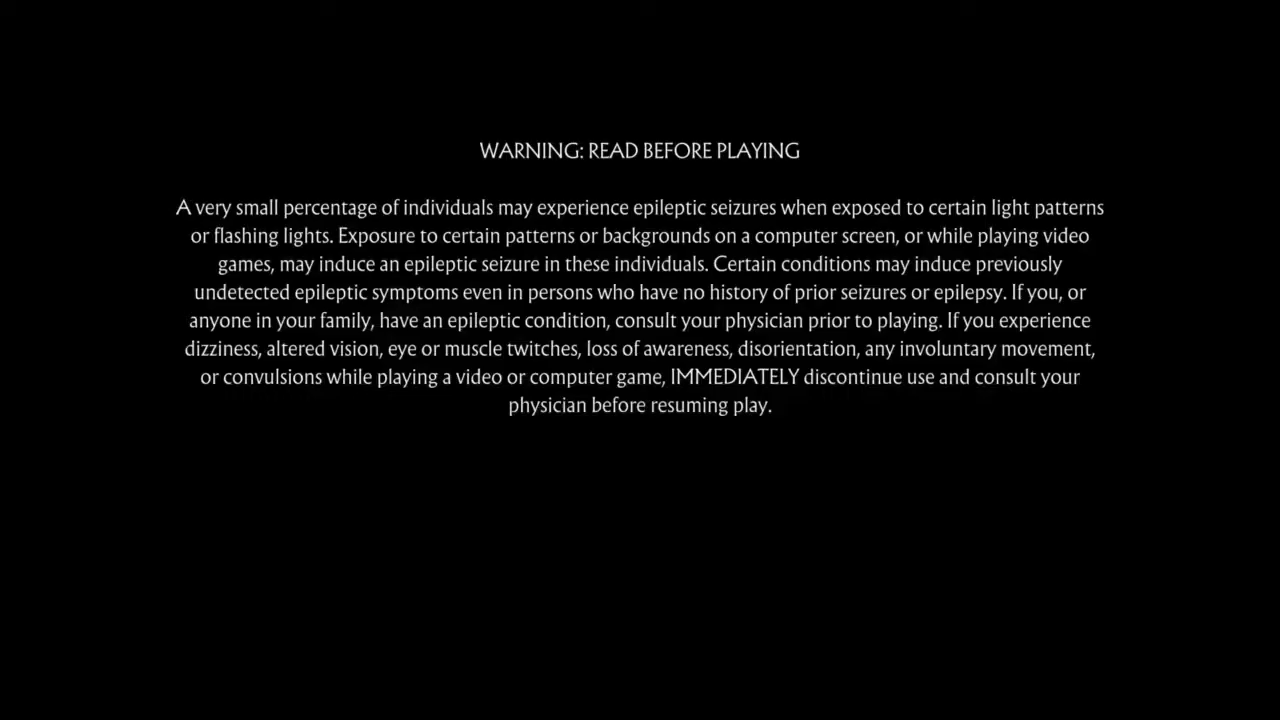 WARNING: READ BEFORE PLAYING
A very small percentage of individuals may experience epileptic seizures when exposed to certain light patterns
or flashing lights. Exposure to certain patterns or backgrounds on a computer screen, or while playing video
games, may induce an epileptic seizure in these individuals. Certain conditions may induce previously
undetected epileptic symptoms even in persons who have no history of prior seizures or epilepsy. If you, or
anyone in your family, have an epileptic condition, consult your physician prior to playing. If you experience
dizziness, altered vision, eye or muscle twitches, loss of awareness, disorientation, any involuntary movement,
or convulsions while playing a video or computer game, IMMEDIATELY discontinue use and consult your
physician before resuming play.